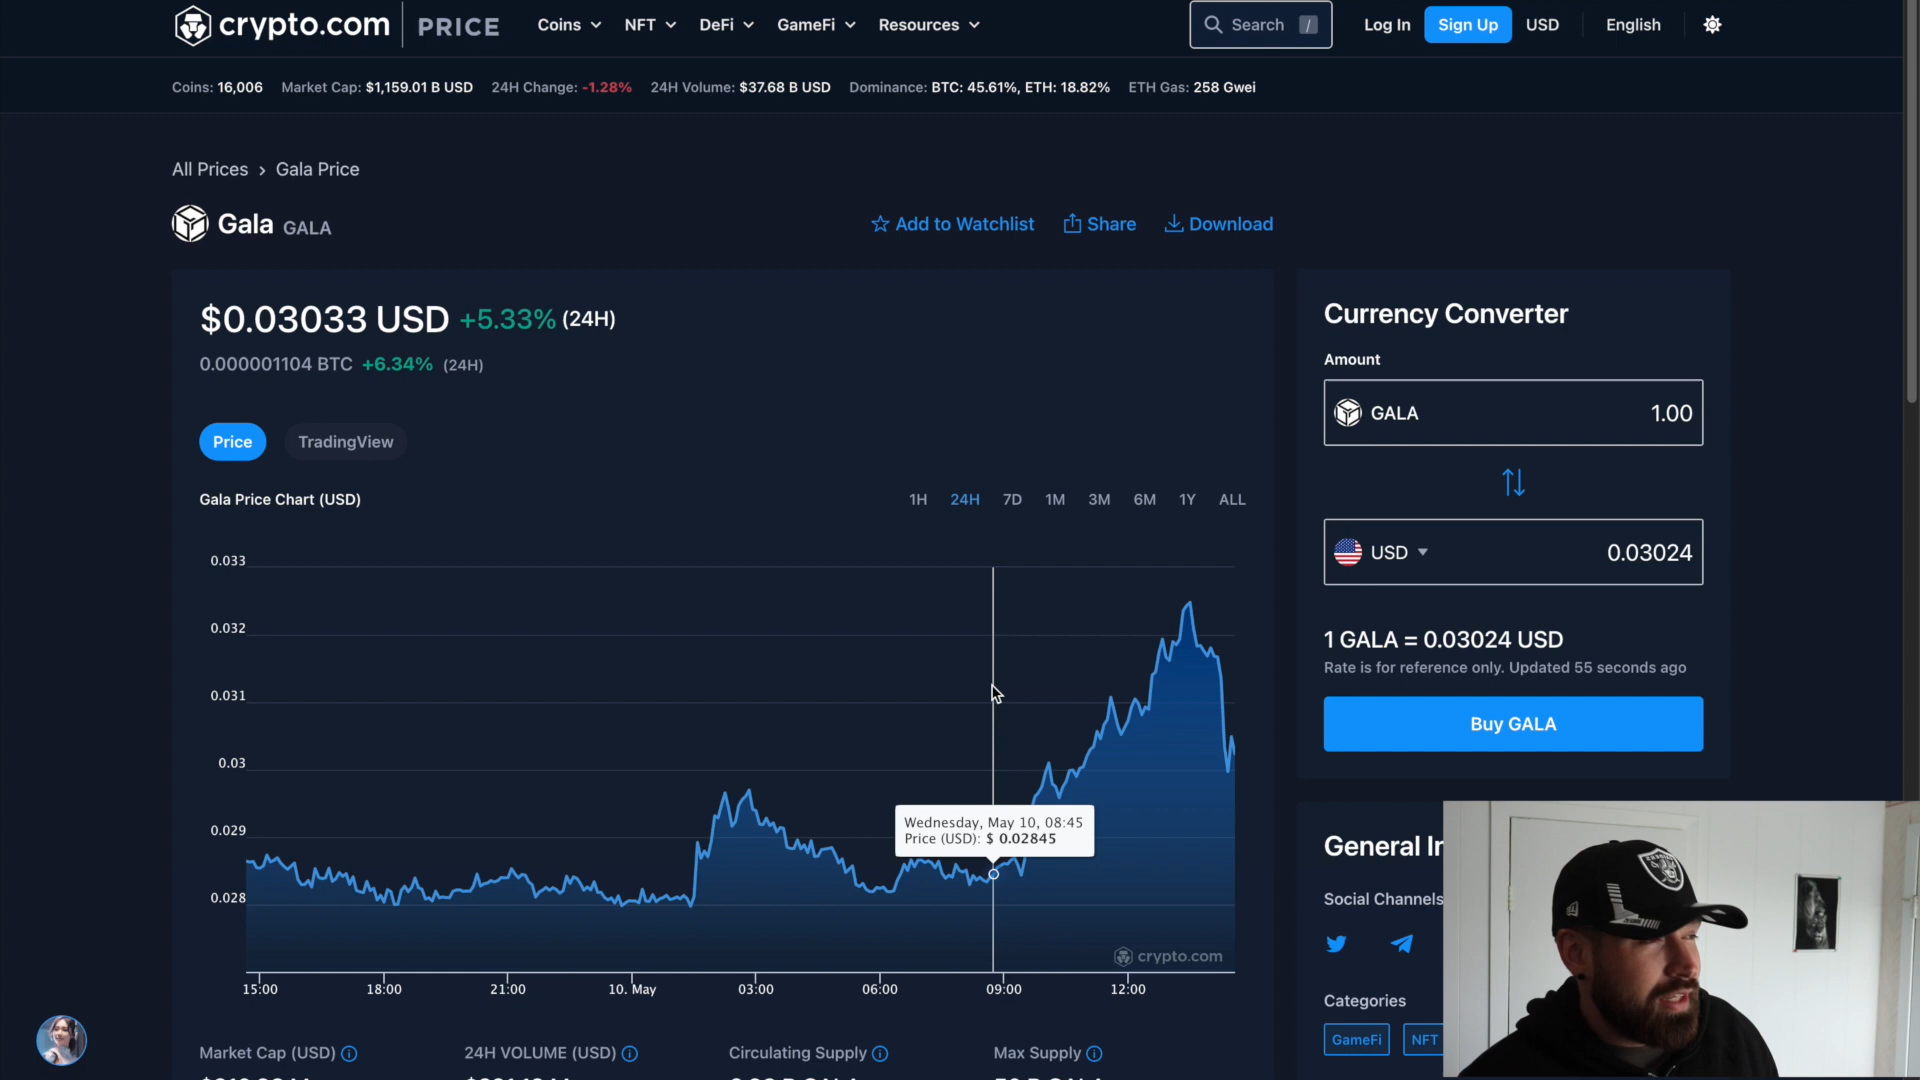 crypto.com PRICE Coins NFT DeFi GameFi Resources Search / Log In Sign Up USD English
Coins: 16,006 Market Cap: $1,159.01 B USD 24H Change: -1.28% 24H Volume: $37.68 B USD Dominance: BTC: 45.61%, ETH: 18.82% ETH Gas: 258 Gwei
All Prices > Gala Price
Gala GALA
Add to Watchlist Share Download
$0.03033 USD +5.33% (24H)
0.000001104 BTC +6.34% (24H)
Price TradingView
Gala Price Chart (USD)
1H 24H 7D 1M 3M 6M 1Y ALL
0.033
0.032
0.031
0.03
0.029
0.028
Wednesday, May 10, 08:45
Price (USD): $ 0.02845
crypto.com
15:00 18:00 21:00 10. May 03:00 06:00 09:00 12:00
Market Cap (USD) 24H VOLUME (USD) Circulating Supply Max Supply
Currency Converter
Amount
GALA 1.00
USD 0.03024
1 GALA = 0.03024 USD
Rate is for reference only. Updated 55 seconds ago
Buy GALA
General I
Social Channels
Categories
GameFi NFT